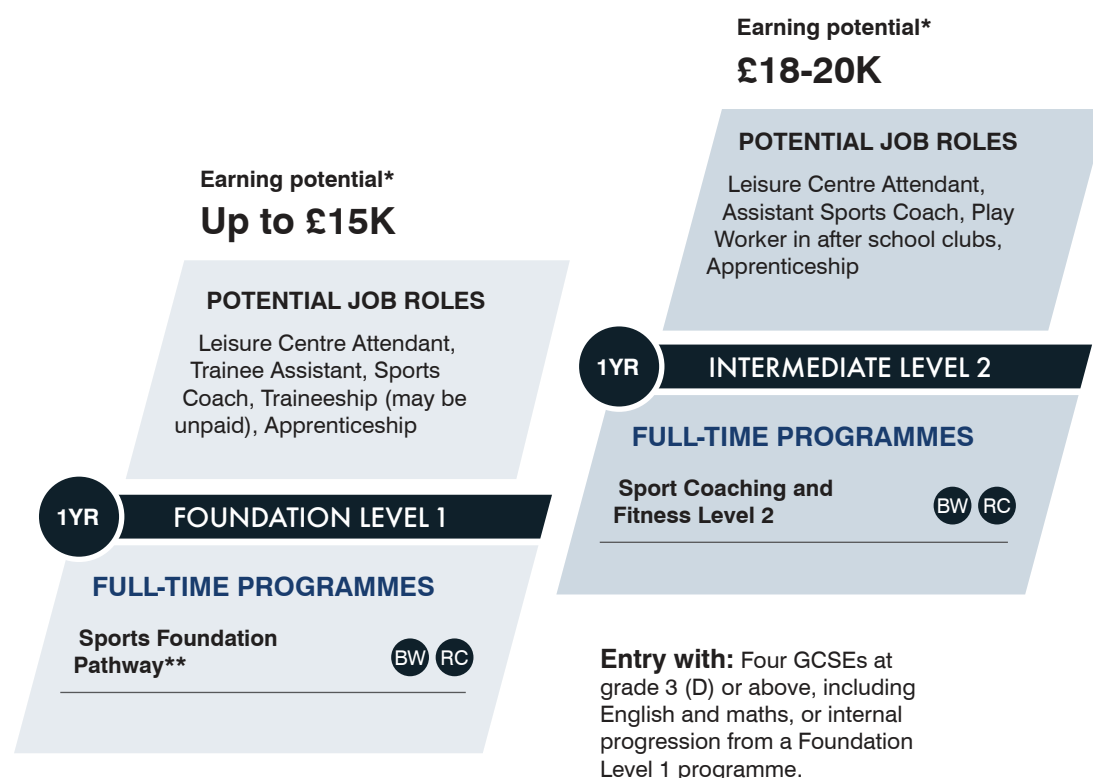 Earning potential*
Up to £15K
POTENTIAL JOB ROLES
Leisure Centre Attendant,
Trainee Assistant, Sports
Coach, Traineeship (may be
unpaid), Apprenticeship
1YR
FOUNDATION LEVEL 1
FULL-TIME PROGRAMMES
Sports Foundation
Pathway**
BW RC
Earning potential*
£18-20K
POTENTIAL JOB ROLES
Leisure Centre Attendant,
Assistant Sports Coach, Play
Worker in after school clubs,
Apprenticeship
1YR
INTERMEDIATE LEVEL 2
FULL-TIME PROGRAMMES
Sport Coaching and
Fitness Level 2
BW RC
Entry with: Four GCSEs at
grade 3 (D) or above, including
English and maths, or internal
progression from a Foundation
Level 1 programme.